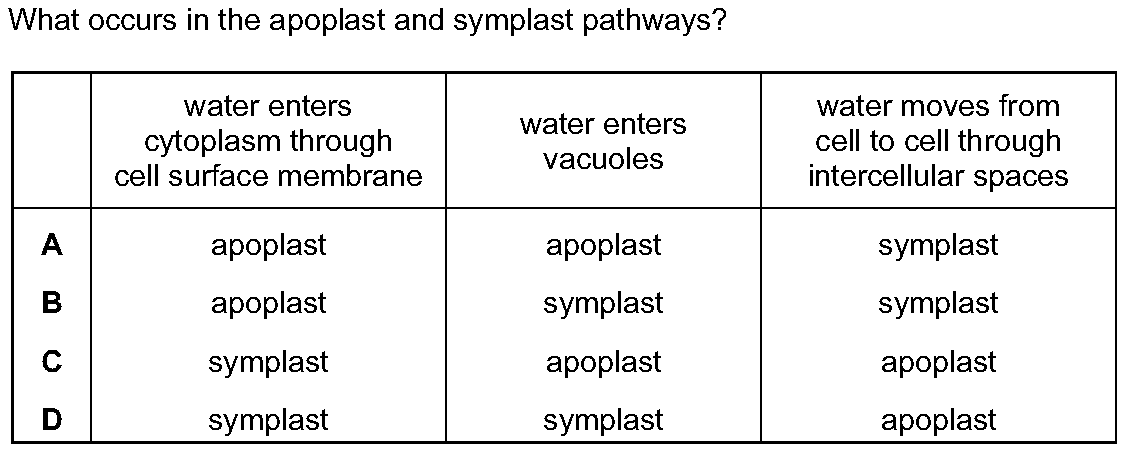 What occurs in the apoplast and symplast pathways?
water enters cytoplasm through cell surface membrane
water enters vacuoles
water moves from cell to cell through intercellular spaces
A apoplast apoplast symplast
B apoplast symplast symplast
C symplast apoplast apoplast
D symplast symplast apoplast